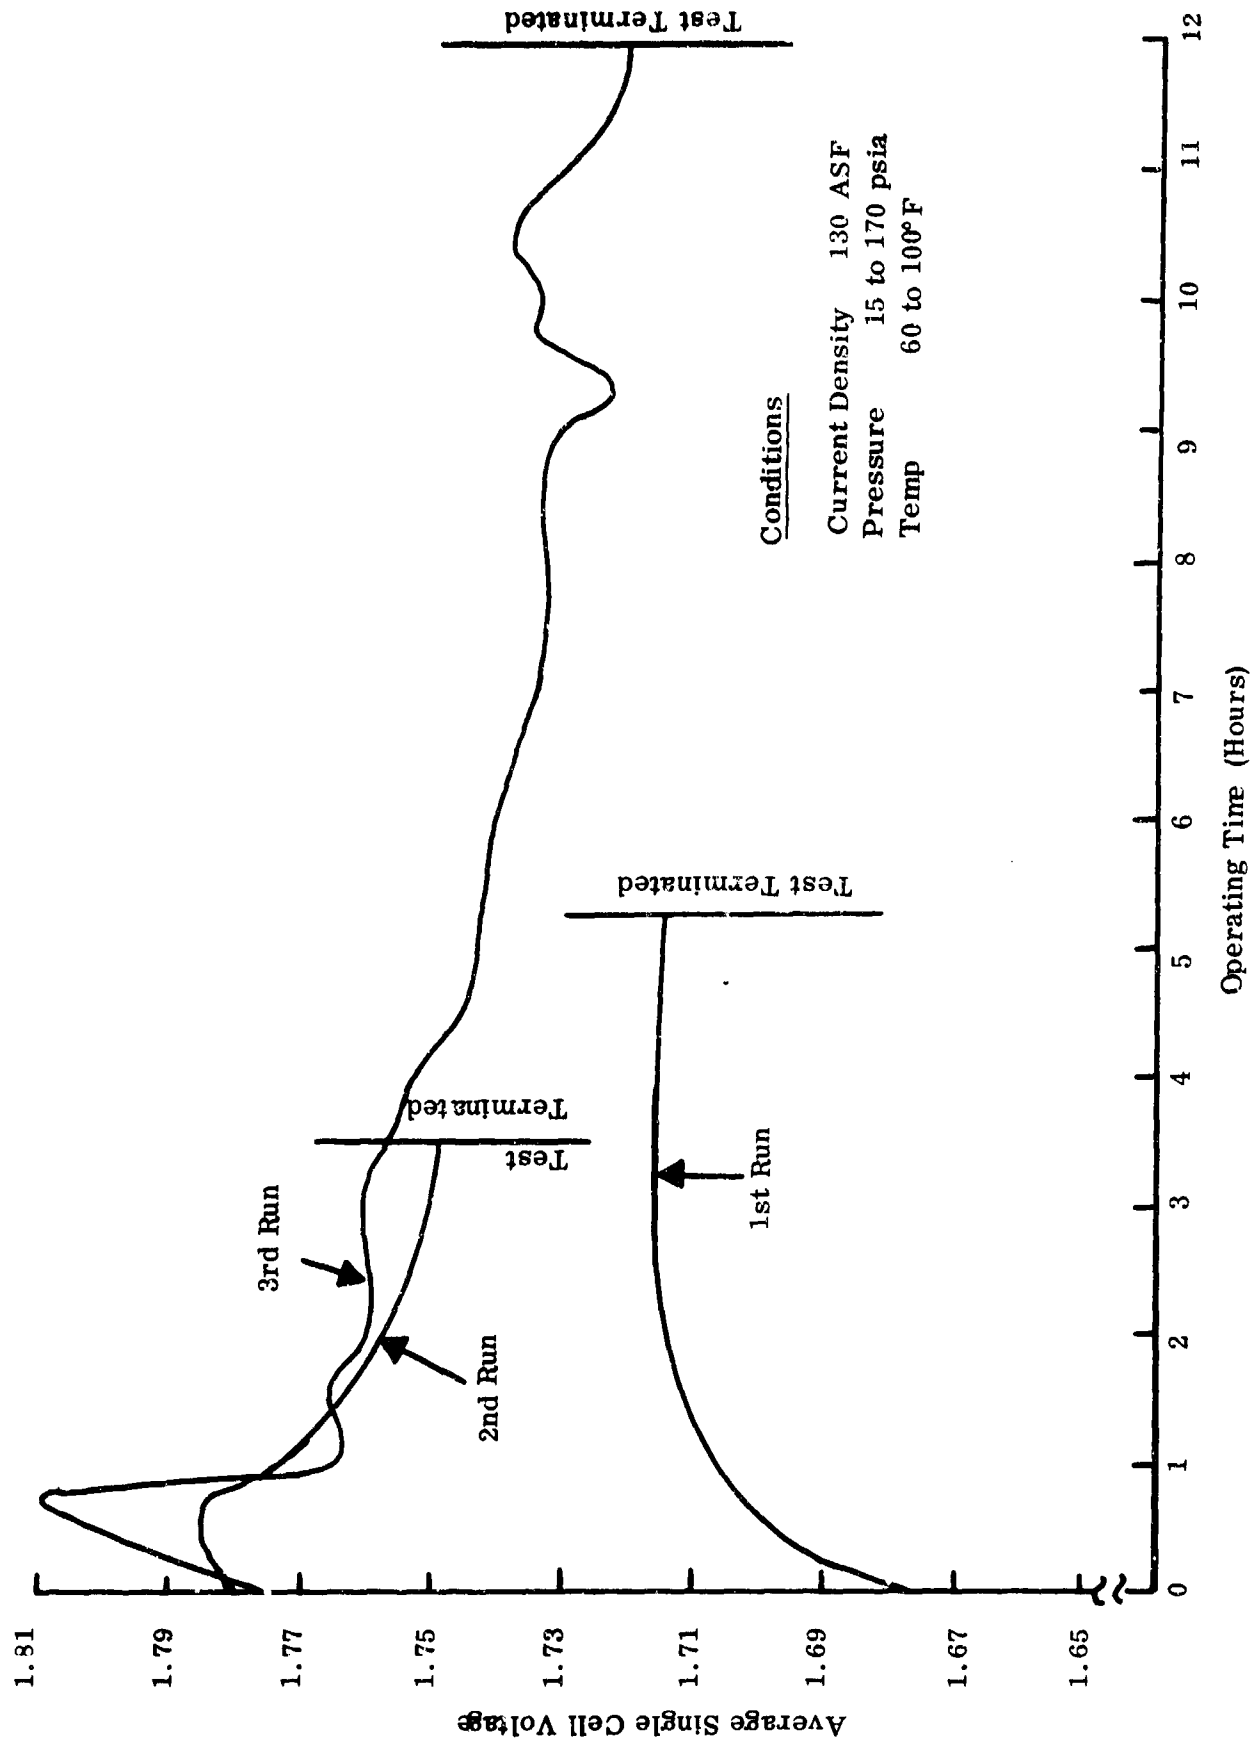 Average Single Cell Voltage
1.81
1.79
1.77
1.75
1.73
1.71
1.69
1.67
1.65
3rd Run
2nd Run
1st Run
Test Terminated
Test Terminated
Test Terminated
Conditions
Current Density 130 ASF
Pressure 15 to 170 psia
Temp 60 to 100°F
0 1 2 3 4 5 6 7 8 9 10 11 12
Operating Time (Hours)